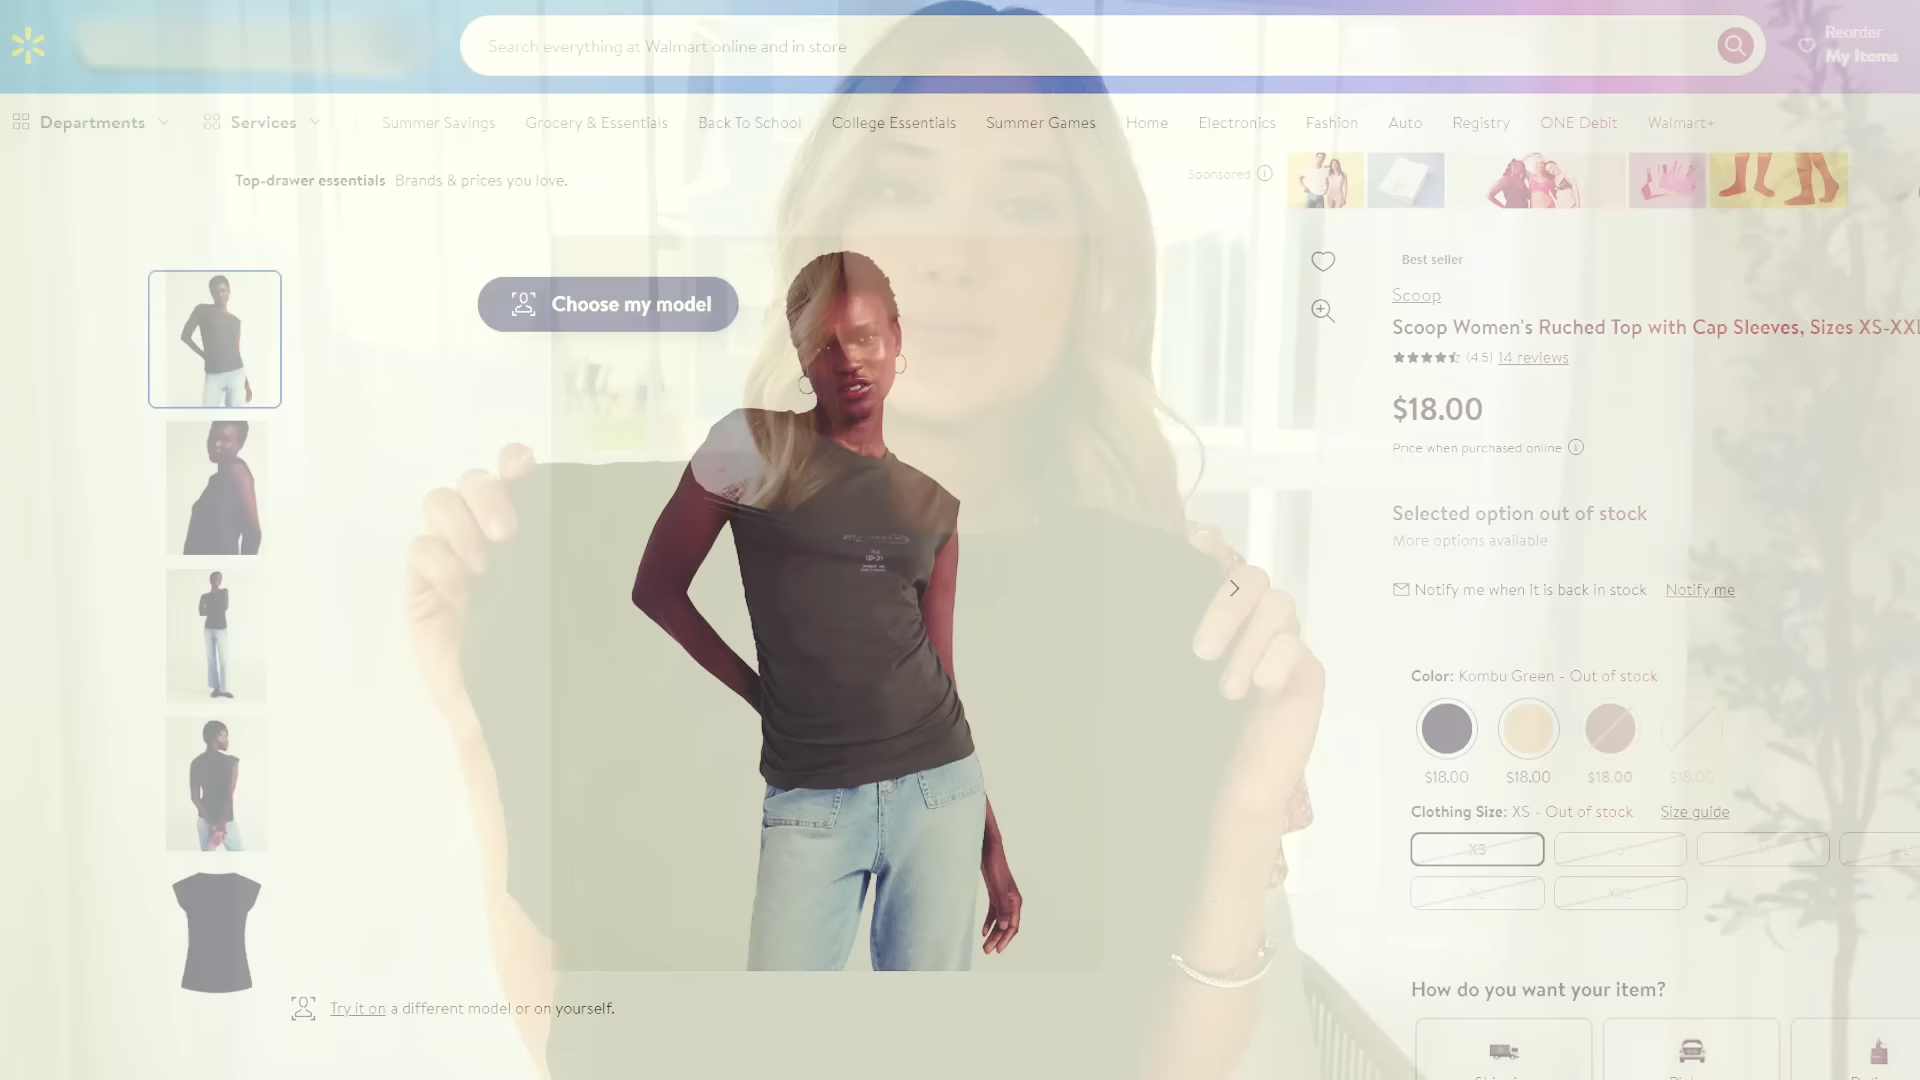 Search everything at Walmart online and in store
Reorder
My Items
Departments
Services
Summer Savings
Grocery & Essentials
Back To School
College Essentials
Summer Games
Home
Electronics
Fashion
Auto
Registry
ONE Debit
Walmart+
Top-drawer essentials Brands & prices you love.
Sponsored
Choose my model
Best seller
Scoop
Scoop Women's Ruched Top with Cap Sleeves, Sizes XS-XXL
(4.5) 14 reviews
$18.00
Price when purchased online
Selected option out of stock
More options available
Notify me when it is back in stock Notify me
Color: Kombu Green - Out of stock
$18.00 $18.00 $18.00 $18.00
Clothing Size: XS - Out of stock Size guide
XS S L
XL XXL
Try it on a different model or on yourself.
How do you want your item?